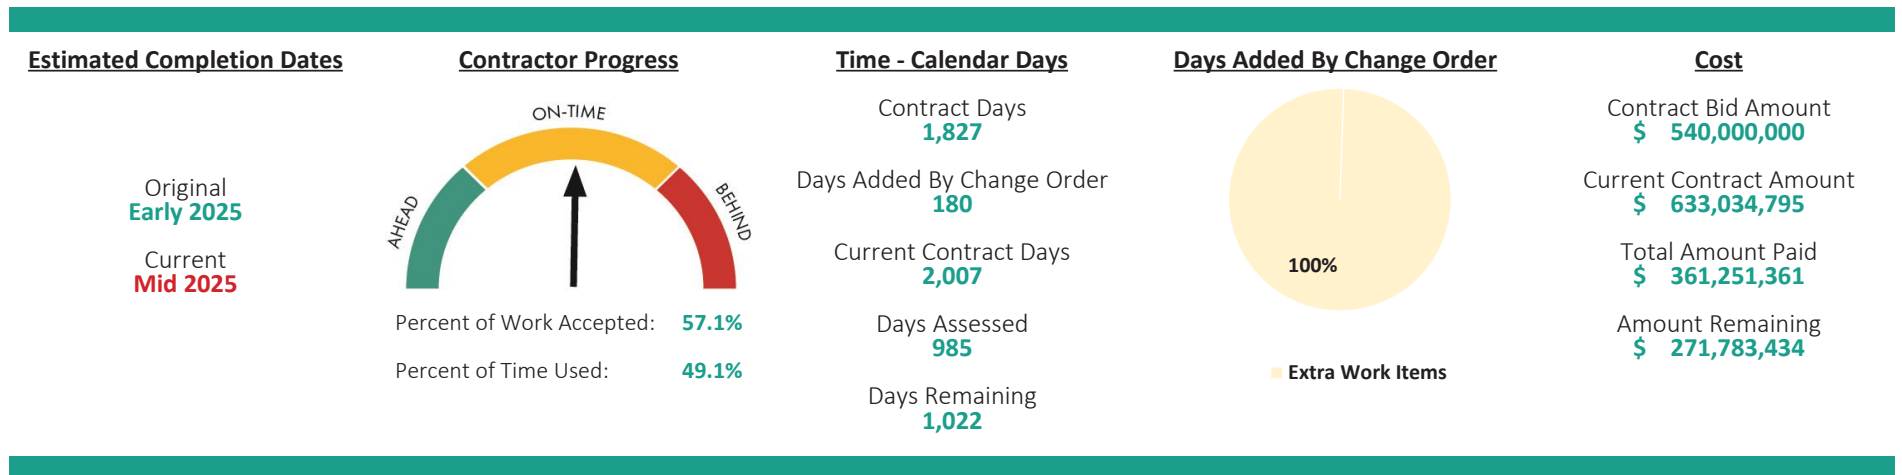 Estimated Completion Dates
Original
Early 2025
Current
Mid 2025
Contractor Progress
AHEAD
ON-TIME
BEHIND
Percent of Work Accepted: 57.1%
Percent of Time Used: 49.1%
Time - Calendar Days
Contract Days
1,827
Days Added By Change Order
180
Current Contract Days
2,007
Days Assessed
985
Days Remaining
1,022
Days Added By Change Order
100%
Extra Work Items
Cost
Contract Bid Amount
$ 540,000,000
Current Contract Amount
$ 633,034,795
Total Amount Paid
$ 361,251,361
Amount Remaining
$ 271,783,434